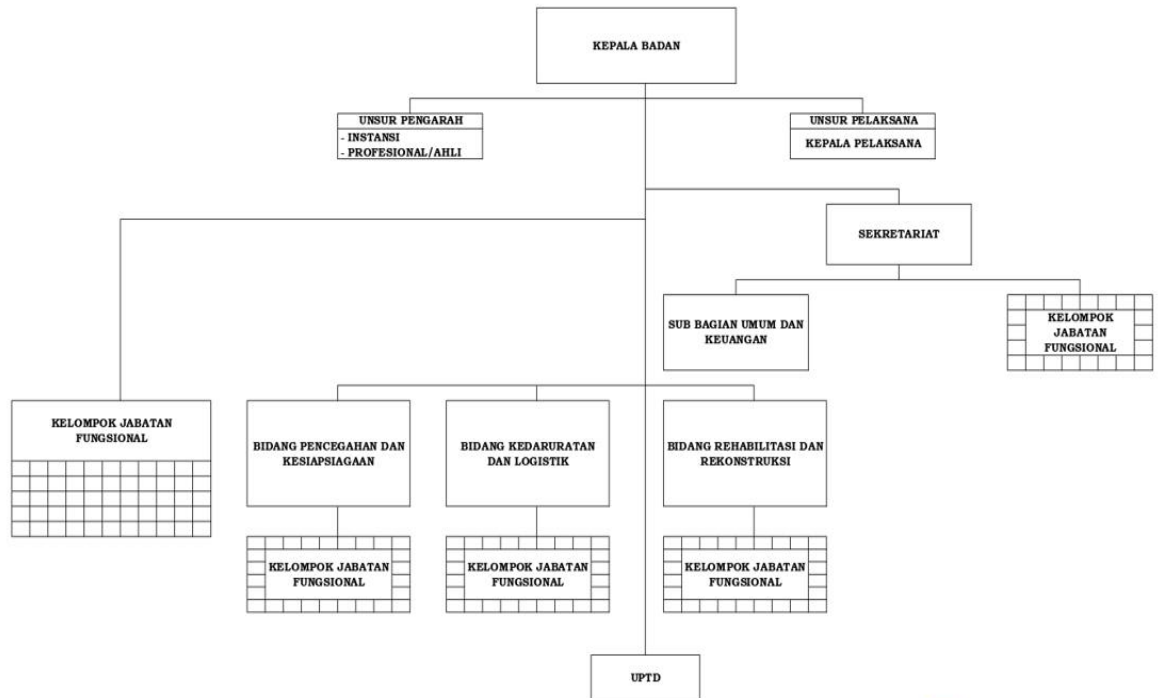 KEPALA BADAN
UNSUR PENGARAH
- INSTANSI
- PROFESIONAL/AHLI
UNSUR PELAKSANA
KEPALA PELAKSANA
SEKRETARIAT
SUB BAGIAN UMUM DAN
KEUANGAN
KELOMPOK
JABATAN
FUNGSIONAL
KELOMPOK JABATAN
FUNGSIONAL
BIDANG PENCEGAHAN DAN
KESIAPSIAGAAN
BIDANG KEDARURATAN
DAN LOGISTIK
BIDANG REHABILITASI DAN
REKONSTRUKSI
KELOMPOK JABATAN
FUNGSIONAL
KELOMPOK JABATAN
FUNGSIONAL
KELOMPOK JABATAN
FUNGSIONAL
UPTD